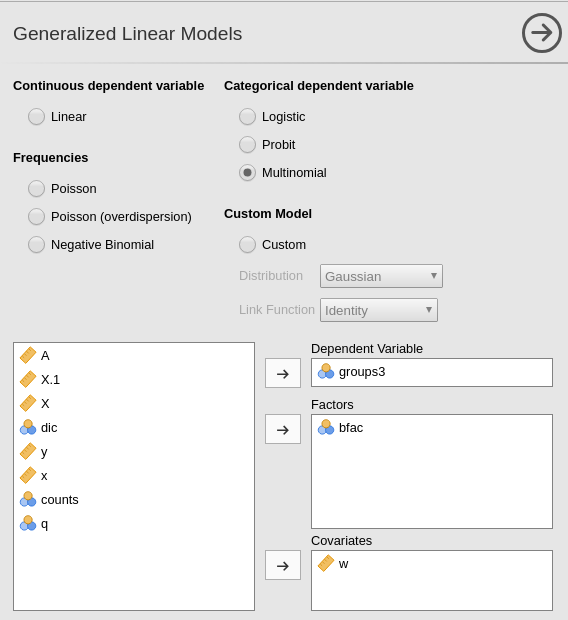 Generalized Linear Models
Continuous dependent variable
Linear
Frequencies
Poisson
Poisson (overdispersion)
Negative Binomial
Categorical dependent variable
Logistic
Probit
Multinomial
Custom Model
Custom
Distribution Gaussian
Link Function Identity
A
X.1
X
dic
y
x
counts
q
Dependent Variable
groups3
Factors
bfac
Covariates
w